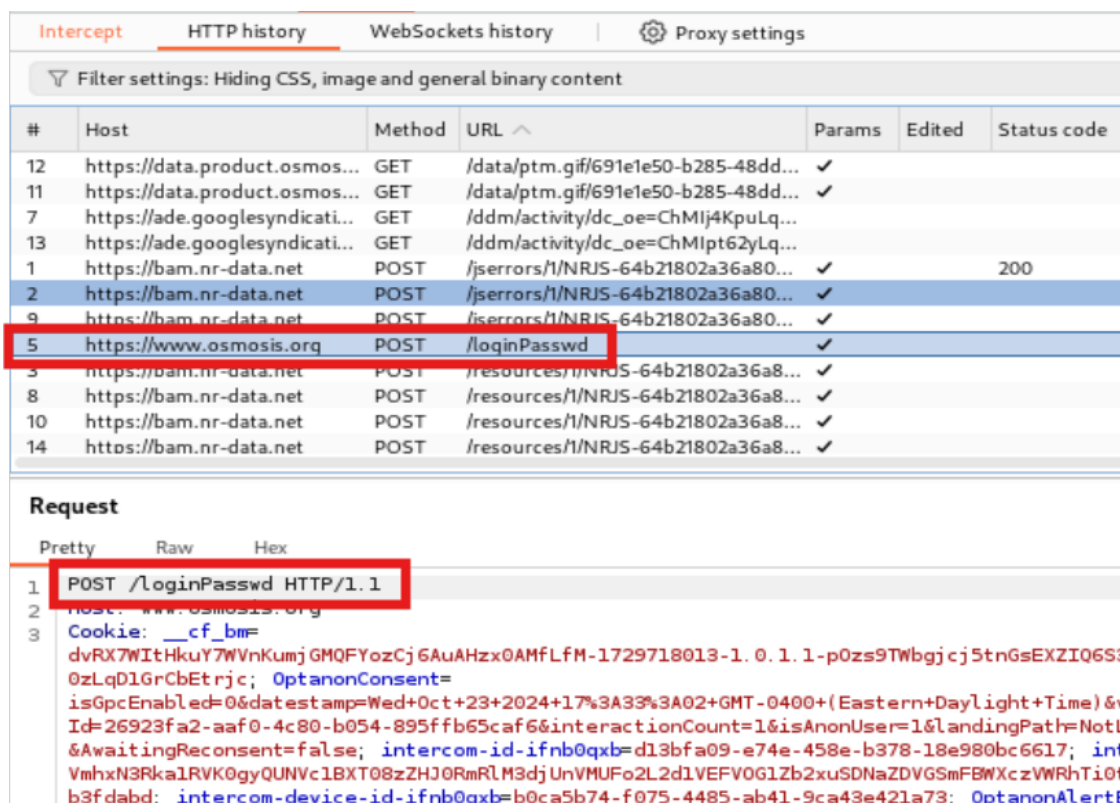 Intercept HTTP history WebSockets history Proxy settings
Filter settings: Hiding CSS, image and general binary content
# Host Method URL Params Edited Status code
12 https://data.product.osmos... GET /data/ptm.gif/691e1e50-b285-48dd... ✓
11 https://data.product.osmos... GET /data/ptm.gif/691e1e50-b285-48dd... ✓
7 https://ade.googlesyndicati... GET /ddm/activity/dc_oe=ChMIj4KpuLq...
13 https://ade.googlesyndicati... GET /ddm/activity/dc_oe=ChMIpt62yLq...
1 https://bam.nr-data.net POST /jserrors/1/NRJS-64b21802a36a80... ✓ 200
2 https://bam.nr-data.net POST /jserrors/1/NRJS-64b21802a36a80... ✓
9 https://bam.nr-data.net POST /jserrors/1/NRJS-64b21802a36a80... ✓
5 https://www.osmosis.org POST /loginPasswd ✓
3 https://bam.nr-data.net POST /resources/1/NRJS-64b21802a36a8... ✓
8 https://bam.nr-data.net POST /resources/1/NRJS-64b21802a36a8... ✓
10 https://bam.nr-data.net POST /resources/1/NRJS-64b21802a36a8... ✓
14 https://bam.nr-data.net POST /resources/1/NRJS-64b21802a36a8... ✓
Request
Pretty Raw Hex
1 POST /loginPasswd HTTP/1.1
2 Host: www.osmosis.org
3 Cookie: __cf_bm=
dvRX7WItHkuY7WVnKumjGMQFYozCj6AuAHzx0AMfLfM-1729718013-1.0.1.1-pOzs9TWbgjcj5tnGsEXZIQ6S3
0zLqD1GrCbEtrjc; OptanonConsent=
isGpcEnabled=0&datestamp=Wed+Oct+23+2024+17%3A33%3A02+GMT-0400+(Eastern+Daylight+Time)&v
Id=26923fa2-aaf0-4c80-b054-895ffb65caf6&interactionCount=1&isAnonUser=1&landingPath=Not
&AwaitingReconsent=false; intercom-id-ifnb0qxb=d13bfa09-e74e-458e-b378-18e980bc6617; int
VmhxN3Rka1RVK0gyQUNVc1BXT08zZHJ0RmRlM3djUnVMUFo2L2d1VEFVOG1Zb2xuSDNaZDVGSmFBWXczVWRhTi0
b3fdabd; intercom-device-id-ifnb0qxb=b0ca5b74-f075-4485-ab41-9ca43e421a73; OptanonAlert